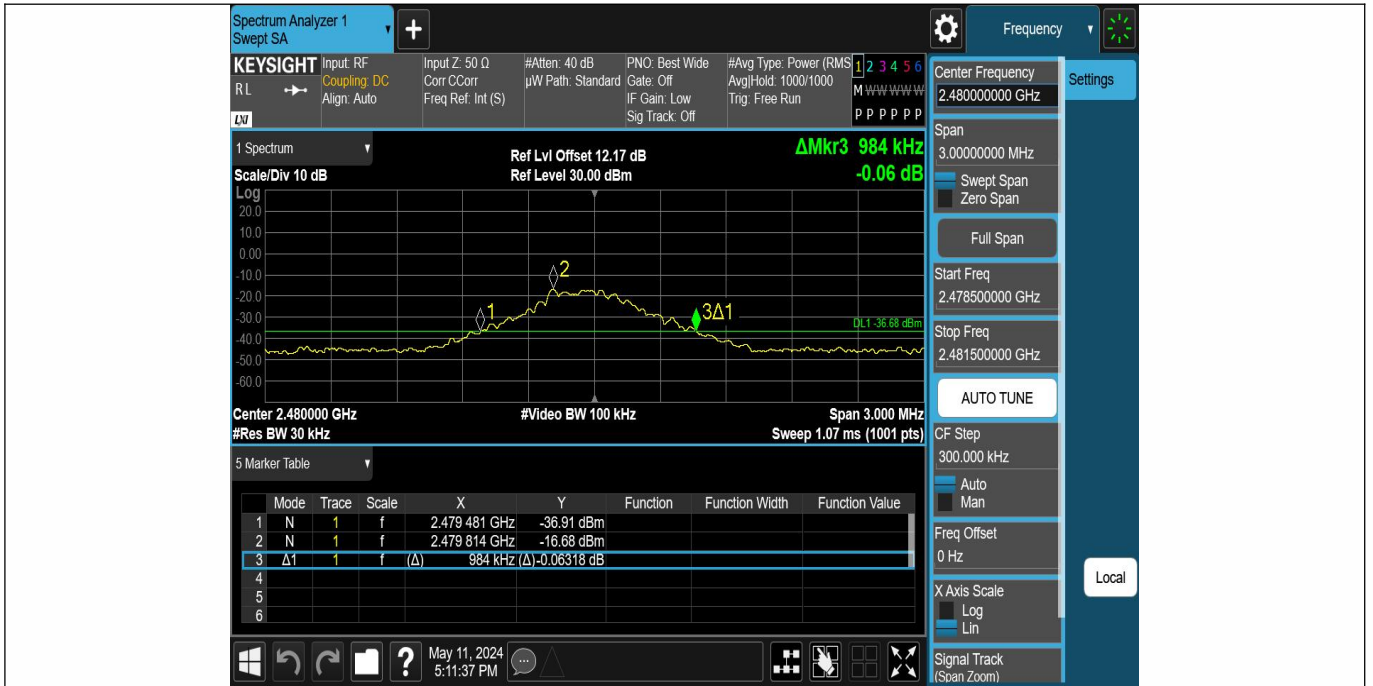 Spectrum Analyzer 1
Swept SA
+
Frequency
KEYSIGHT
RL
LXI
Input: RF
Coupling: DC
Align: Auto
Input Z: 50 Ω
Corr CCorr
Freq Ref: Int (S)
#Atten: 40 dB
µW Path: Standard
PNO: Best Wide
Gate: Off
IF Gain: Low
Sig Track: Off
#Avg Type: Power (RMS
Avg|Hold: 1000/1000
Trig: Free Run
1 2 3 4 5 6
M W W W W W
P P P P P P
Center Frequency
2.480000000 GHz
Settings
1 Spectrum
Scale/Div 10 dB
Ref Lvl Offset 12.17 dB
Ref Level 30.00 dBm
ΔMkr3 984 kHz
-0.06 dB
Log
20.0
10.0
0.00
-10.0
-20.0
-30.0
-40.0
-50.0
-60.0
2
1
3Δ1
DL1 -36.68 dBm
Center 2.480000 GHz
#Video BW 100 kHz
Span 3.000 MHz
#Res BW 30 kHz
Sweep 1.07 ms (1001 pts)
Span
3.00000000 MHz
Swept Span
Zero Span
Full Span
Start Freq
2.478500000 GHz
Stop Freq
2.481500000 GHz
AUTO TUNE
CF Step
300.000 kHz
Auto
Man
Freq Offset
0 Hz
X Axis Scale
Log
Lin
Signal Track
(Span Zoom)
Local
5 Marker Table
Mode Trace Scale X Y Function Function Width Function Value
1 N 1 f 2.479 481 GHz -36.91 dBm
2 N 1 f 2.479 814 GHz -16.68 dBm
3 Δ1 1 f (Δ) 984 kHz (Δ) -0.06318 dB
4
5
6
?
May 11, 2024
5:11:37 PM